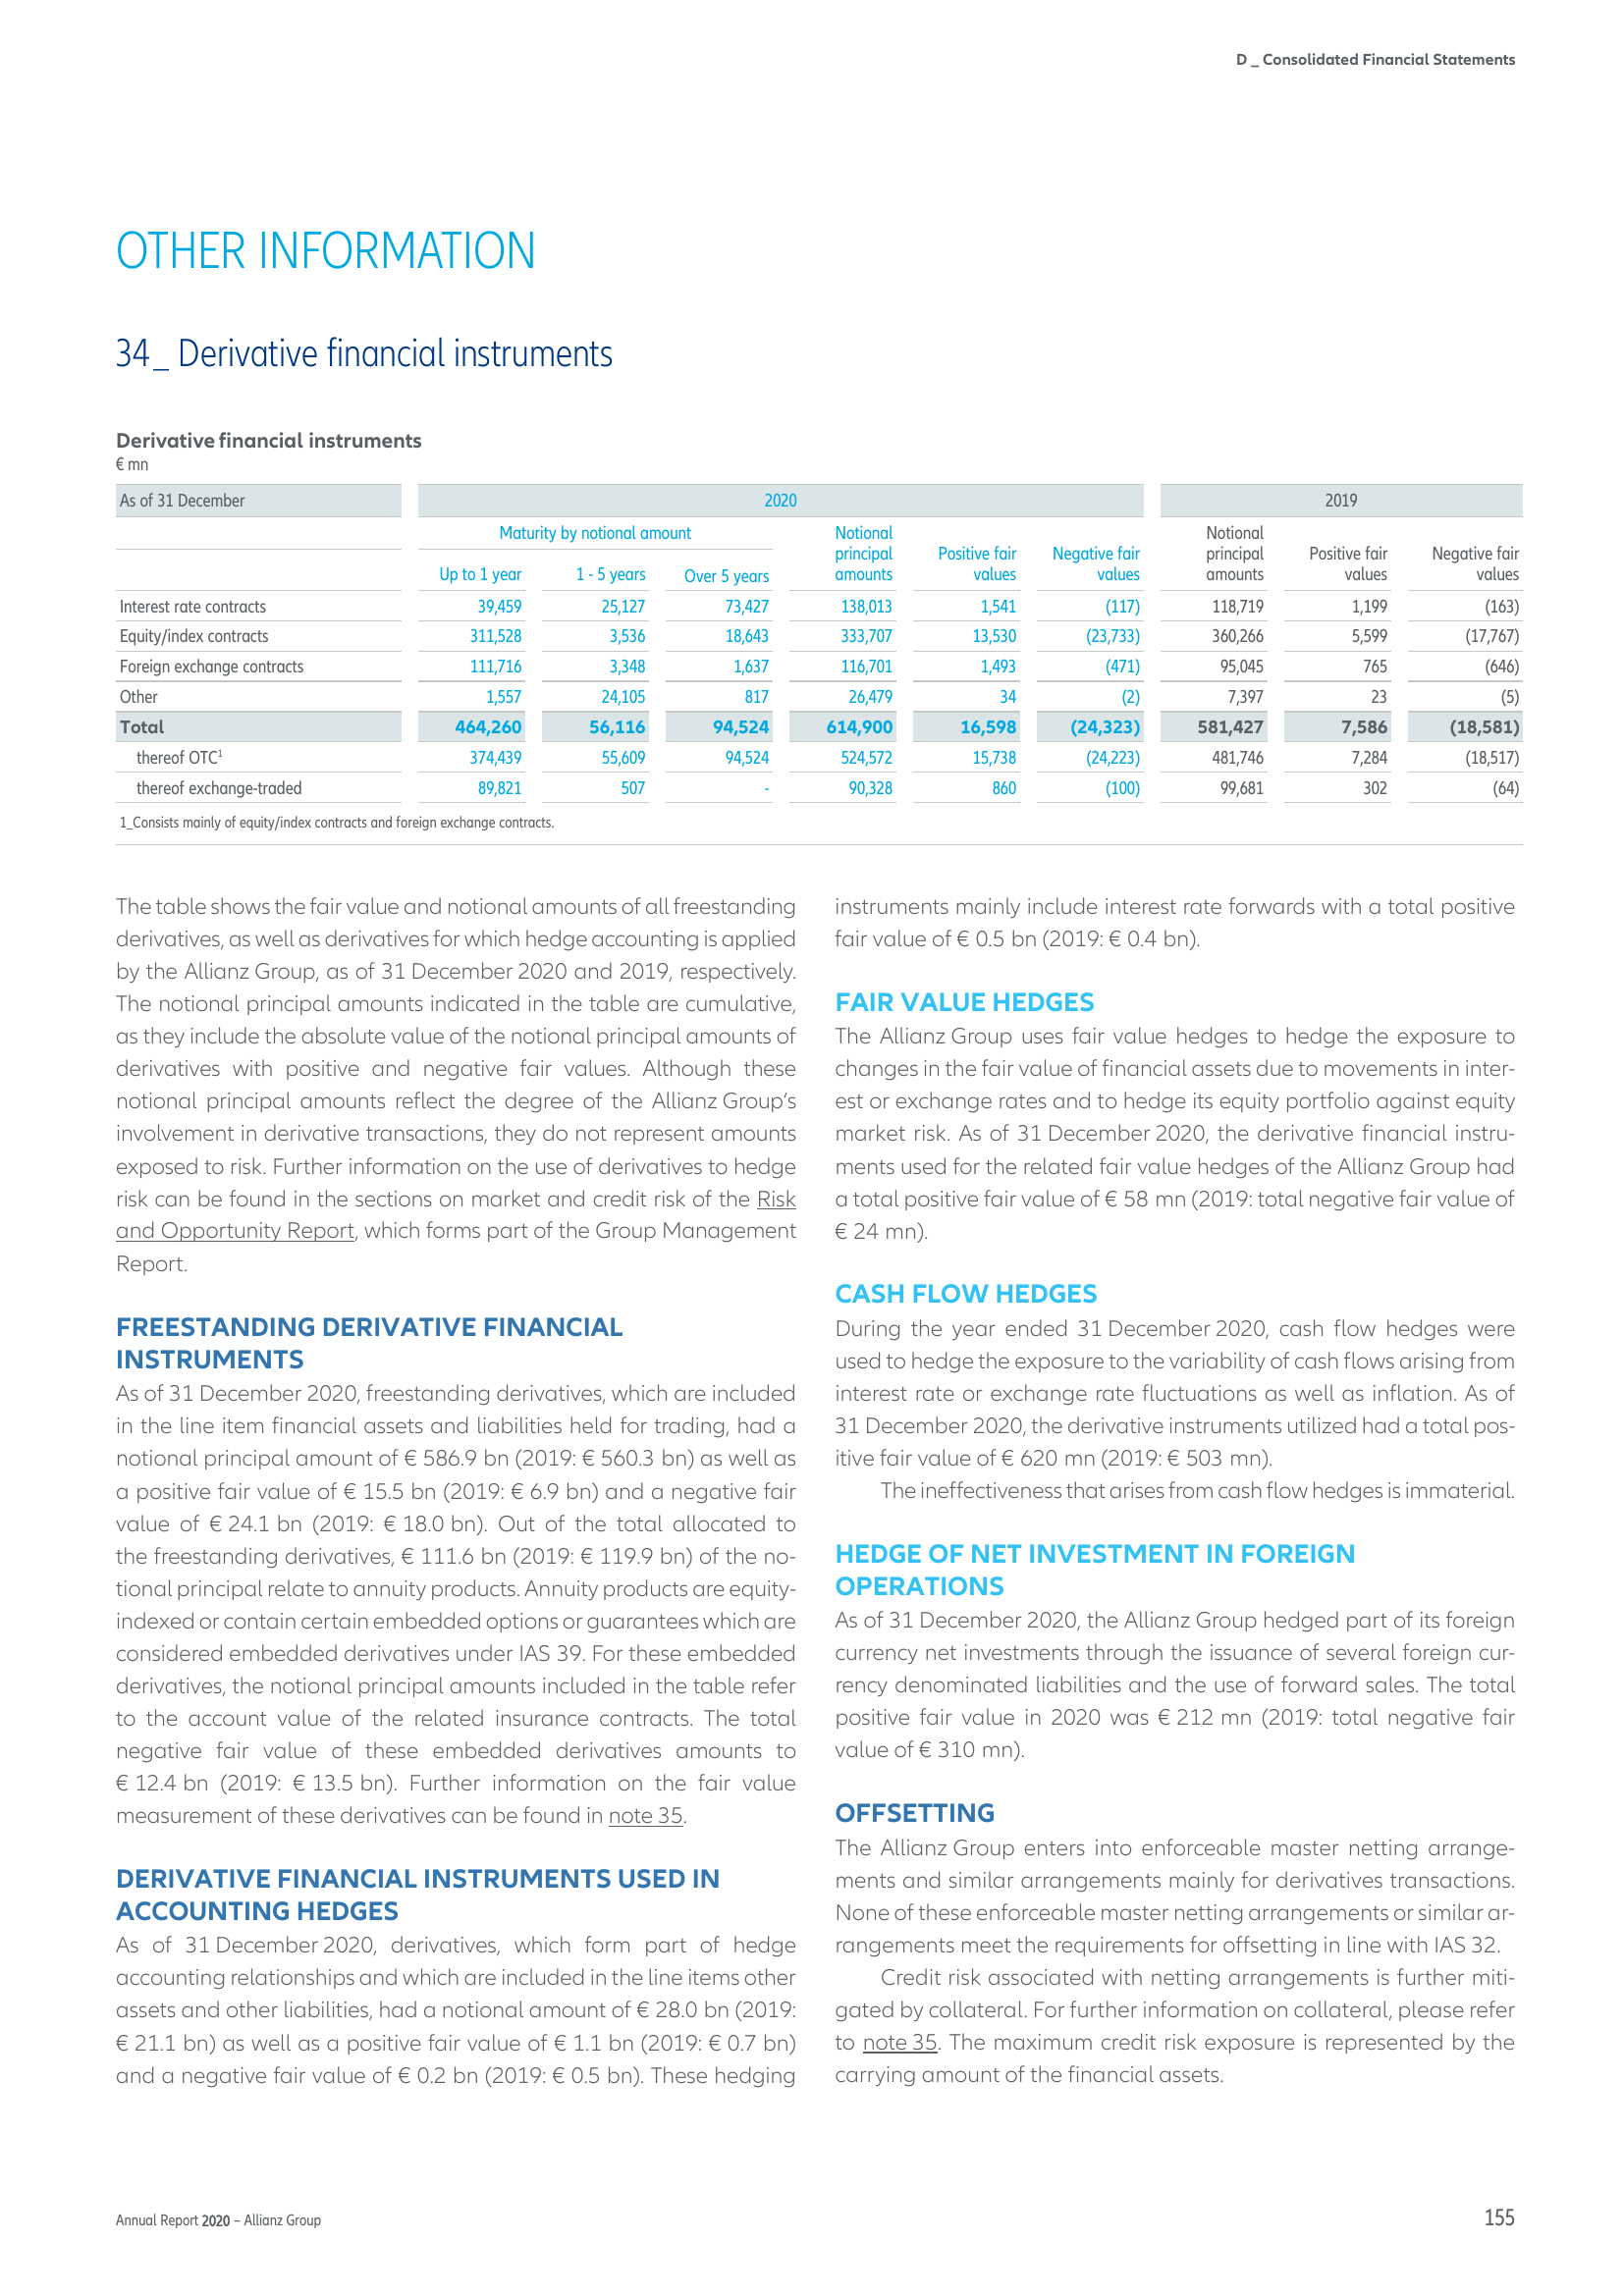 D _ Consolidated Financial Statements
OTHER INFORMATION
34_ Derivative financial instruments
Derivative financial instruments
€ mn
As of 31 December 2020 2019
Maturity by notional amount Notional principal amounts Positive fair values Negative fair values Notional principal amounts Positive fair values Negative fair values
Up to 1 year 1 - 5 years Over 5 years
Interest rate contracts 39,459 25,127 73,427 138,013 1,541 (117) 118,719 1,199 (163)
Equity/index contracts 311,528 3,536 18,643 333,707 13,530 (23,733) 360,266 5,599 (17,767)
Foreign exchange contracts 111,716 3,348 1,637 116,701 1,493 (471) 95,045 765 (646)
Other 1,557 24,105 817 26,479 34 (2) 7,397 23 (5)
Total 464,260 56,116 94,524 614,900 16,598 (24,323) 581,427 7,586 (18,581)
thereof OTC1 374,439 55,609 94,524 524,572 15,738 (24,223) 481,746 7,284 (18,517)
thereof exchange-traded 89,821 507 - 90,328 860 (100) 99,681 302 (64)
1_Consists mainly of equity/index contracts and foreign exchange contracts.
The table shows the fair value and notional amounts of all freestanding
derivatives, as well as derivatives for which hedge accounting is applied
by the Allianz Group, as of 31 December 2020 and 2019, respectively.
The notional principal amounts indicated in the table are cumulative,
as they include the absolute value of the notional principal amounts of
derivatives with positive and negative fair values. Although these
notional principal amounts reflect the degree of the Allianz Group's
involvement in derivative transactions, they do not represent amounts
exposed to risk. Further information on the use of derivatives to hedge
risk can be found in the sections on market and credit risk of the Risk
and Opportunity Report, which forms part of the Group Management
Report.
FREESTANDING DERIVATIVE FINANCIAL
INSTRUMENTS
As of 31 December 2020, freestanding derivatives, which are included
in the line item financial assets and liabilities held for trading, had a
notional principal amount of € 586.9 bn (2019: € 560.3 bn) as well as
a positive fair value of € 15.5 bn (2019: € 6.9 bn) and a negative fair
value of € 24.1 bn (2019: € 18.0 bn). Out of the total allocated to
the freestanding derivatives, € 111.6 bn (2019: € 119.9 bn) of the no-
tional principal relate to annuity products. Annuity products are equity-
indexed or contain certain embedded options or guarantees which are
considered embedded derivatives under IAS 39. For these embedded
derivatives, the notional principal amounts included in the table refer
to the account value of the related insurance contracts. The total
negative fair value of these embedded derivatives amounts to
€ 12.4 bn (2019: € 13.5 bn). Further information on the fair value
measurement of these derivatives can be found in note 35.
DERIVATIVE FINANCIAL INSTRUMENTS USED IN
ACCOUNTING HEDGES
As of 31 December 2020, derivatives, which form part of hedge
accounting relationships and which are included in the line items other
assets and other liabilities, had a notional amount of € 28.0 bn (2019:
€ 21.1 bn) as well as a positive fair value of € 1.1 bn (2019: € 0.7 bn)
and a negative fair value of € 0.2 bn (2019: € 0.5 bn). These hedging
instruments mainly include interest rate forwards with a total positive
fair value of € 0.5 bn (2019: € 0.4 bn).
FAIR VALUE HEDGES
The Allianz Group uses fair value hedges to hedge the exposure to
changes in the fair value of financial assets due to movements in inter-
est or exchange rates and to hedge its equity portfolio against equity
market risk. As of 31 December 2020, the derivative financial instru-
ments used for the related fair value hedges of the Allianz Group had
a total positive fair value of € 58 mn (2019: total negative fair value of
€ 24 mn).
CASH FLOW HEDGES
During the year ended 31 December 2020, cash flow hedges were
used to hedge the exposure to the variability of cash flows arising from
interest rate or exchange rate fluctuations as well as inflation. As of
31 December 2020, the derivative instruments utilized had a total pos-
itive fair value of € 620 mn (2019: € 503 mn).
The ineffectiveness that arises from cash flow hedges is immaterial.
HEDGE OF NET INVESTMENT IN FOREIGN
OPERATIONS
As of 31 December 2020, the Allianz Group hedged part of its foreign
currency net investments through the issuance of several foreign cur-
rency denominated liabilities and the use of forward sales. The total
positive fair value in 2020 was € 212 mn (2019: total negative fair
value of € 310 mn).
OFFSETTING
The Allianz Group enters into enforceable master netting arrange-
ments and similar arrangements mainly for derivatives transactions.
None of these enforceable master netting arrangements or similar ar-
rangements meet the requirements for offsetting in line with IAS 32.
Credit risk associated with netting arrangements is further miti-
gated by collateral. For further information on collateral, please refer
to note 35. The maximum credit risk exposure is represented by the
carrying amount of the financial assets.
Annual Report 2020 – Allianz Group
155